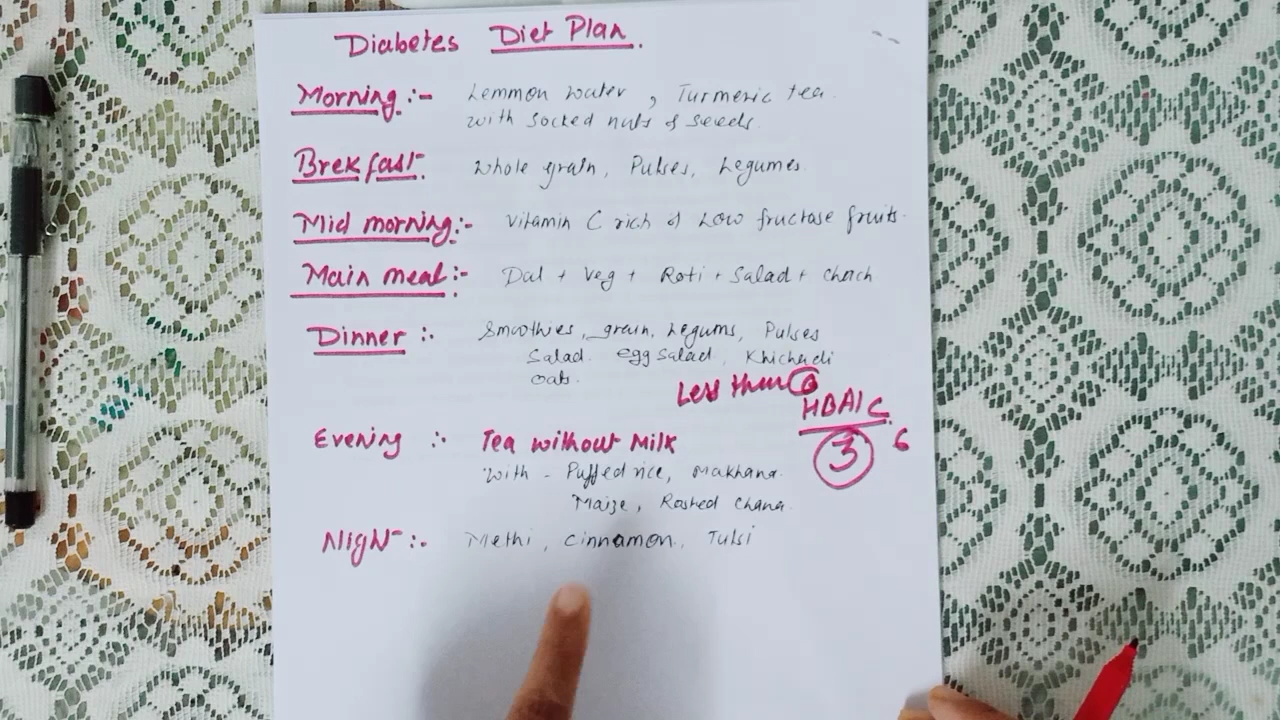 Diabetes Diet Plan.
Morning :- Lemmon water, Turmeric tea.
with socked nuts & seeds.
Brekfast Whole grain, Pulses, Legumes.
Mid morning :- Vitamin C rich & Low fructase fruits.
Main meal :- Dal + Veg + Roti + Salad + chach
Dinner :- Smoothies, grain, Legums, Pulses
Salad. egg salad, Khichadi
oats.
Less than 6
HBA1C
3 6
Evening :- Tea without Milk
with - Puffed rice, Makhana.
Maize, Rosted Chana.
Night :- Methi, Cinnamon, Tulsi